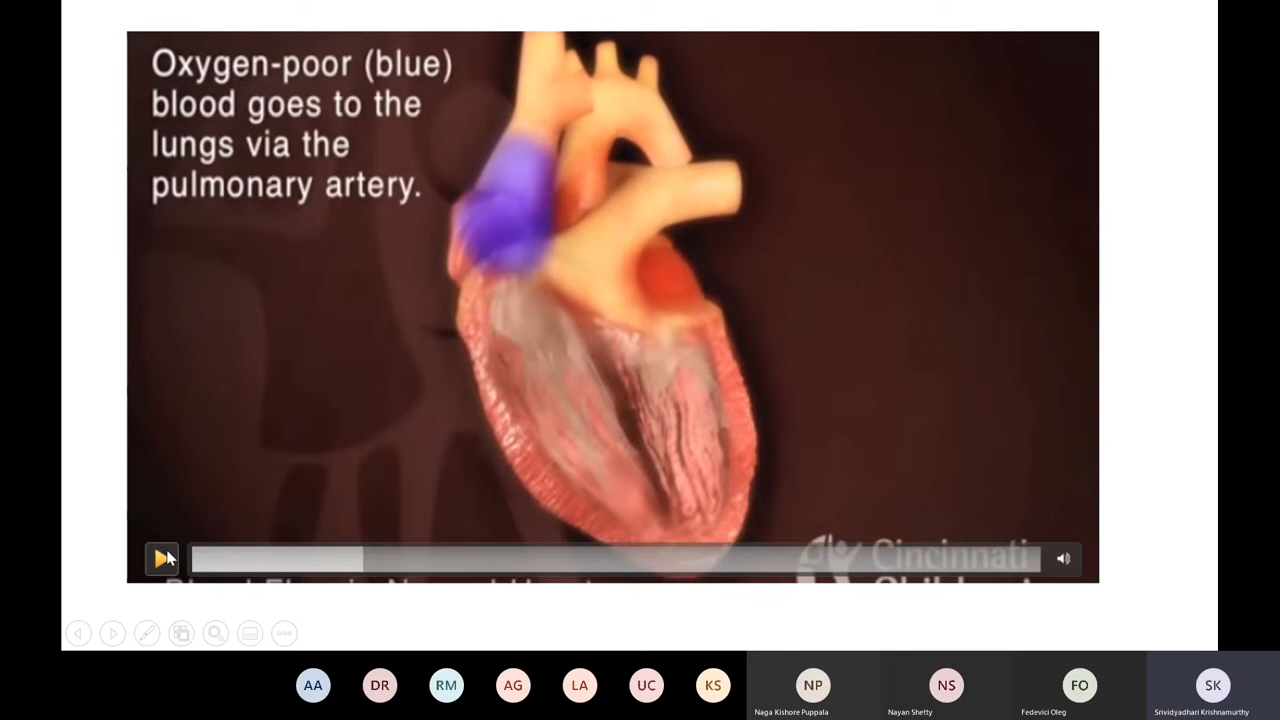 Oxygen-poor (blue)
blood goes to the
lungs via the
pulmonary artery.
Cincinnati
AA
DR
RM
AG
LA
UC
KS
NP
NS
FO
SK
Naga Kishore Puppala
Nayan Shetty
Fedevici Oleg
Srividyadhari Krishnamurthy